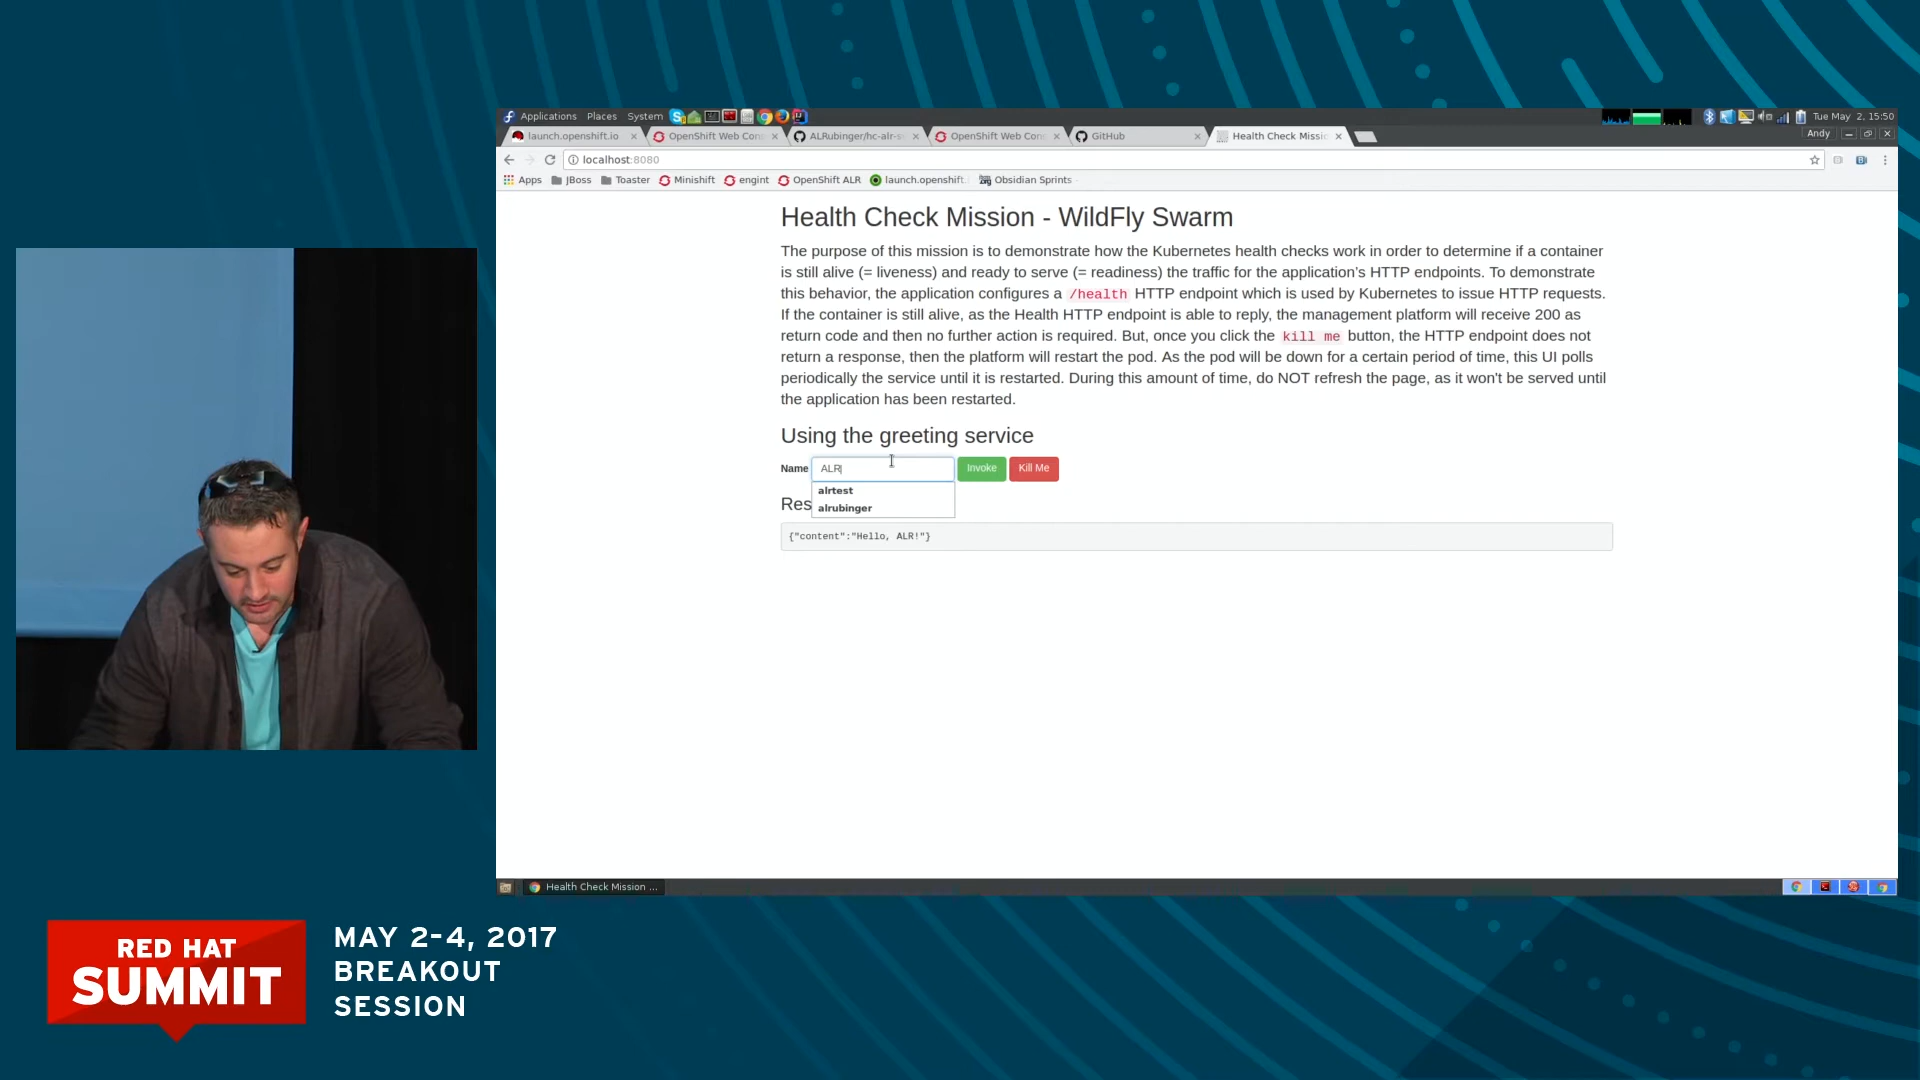 Applications Places System
Tue May 2, 15:50
launch.openshift.io
OpenShift Web Con
ALRubinger/hc-alr-s
OpenShift Web Con
GitHub
Health Check Missio
Andy
localhost:8080
Apps
JBoss
Toaster
Minishift
engint
OpenShift ALR
launch.openshift.
Obsidian Sprints
Health Check Mission - WildFly Swarm
The purpose of this mission is to demonstrate how the Kubernetes health checks work in order to determine if a container
is still alive (= liveness) and ready to serve (= readiness) the traffic for the application's HTTP endpoints. To demonstrate
this behavior, the application configures a /health HTTP endpoint which is used by Kubernetes to issue HTTP requests.
If the container is still alive, as the Health HTTP endpoint is able to reply, the management platform will receive 200 as
return code and then no further action is required. But, once you click the kill me button, the HTTP endpoint does not
return a response, then the platform will restart the pod. As the pod will be down for a certain period of time, this UI polls
periodically the service until it is restarted. During this amount of time, do NOT refresh the page, as it won't be served until
the application has been restarted.
Using the greeting service
Name ALR Invoke Kill Me
alrtest
Res
alrubinger
{"content":"Hello, ALR!"}
Health Check Mission ...
RED HAT
SUMMIT
MAY 2-4, 2017
BREAKOUT
SESSION